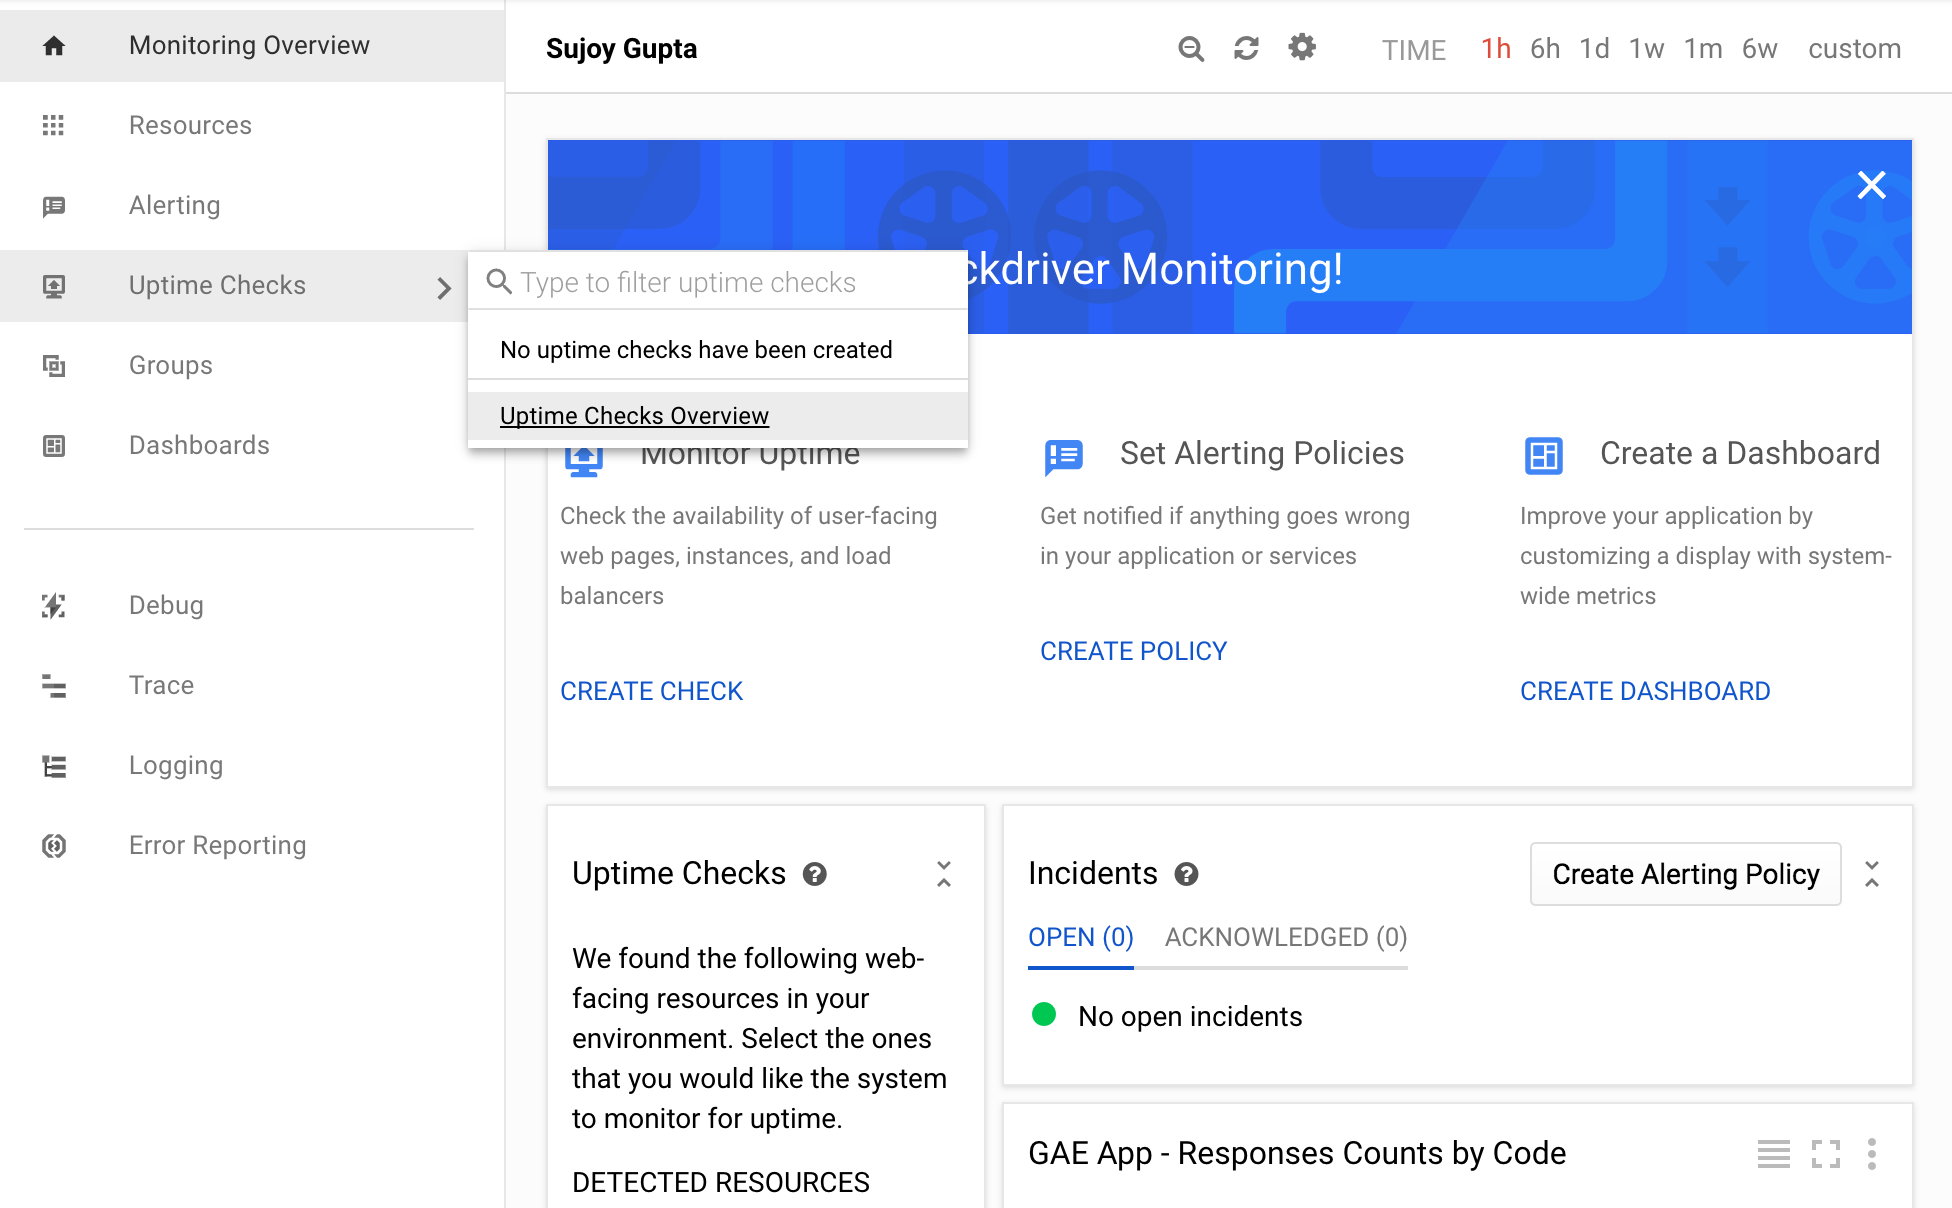 Monitoring Overview
Resources
Alerting
Uptime Checks
Groups
Dashboards
Debug
Trace
Logging
Error Reporting
Sujoy Gupta
TIME 1h 6h 1d 1w 1m 6w custom
ckdriver Monitoring!
Type to filter uptime checks
No uptime checks have been created
Uptime Checks Overview
Monitor Uptime
Check the availability of user-facing
web pages, instances, and load
balancers
CREATE CHECK
Set Alerting Policies
Get notified if anything goes wrong
in your application or services
CREATE POLICY
Create a Dashboard
Improve your application by
customizing a display with system-
wide metrics
CREATE DASHBOARD
Uptime Checks
We found the following web-
facing resources in your
environment. Select the ones
that you would like the system
to monitor for uptime.
DETECTED RESOURCES
Incidents
Create Alerting Policy
OPEN (0) ACKNOWLEDGED (0)
No open incidents
GAE App - Responses Counts by Code